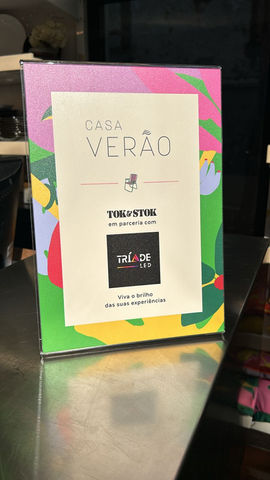 CASA
VERÃO
TOK&STOK
em parceria com
TRÍADE
LED
Viva o brilho
das suas experiências